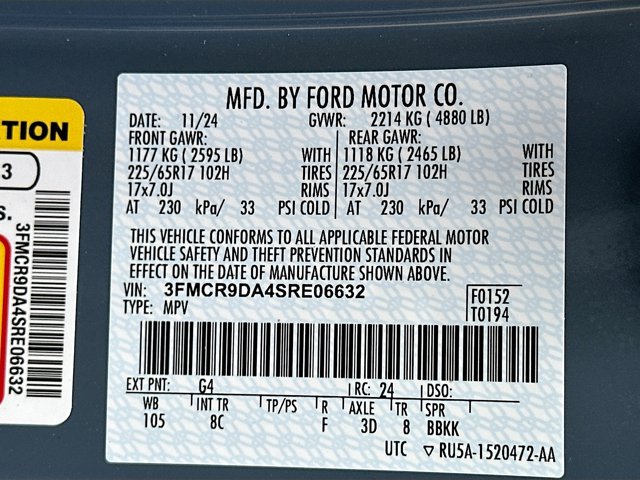 MFD. BY FORD MOTOR CO.
DATE: 11/24 GVWR: 2214 KG ( 4880 LB)
FRONT GAWR: REAR GAWR:
1177 KG ( 2595 LB) WITH 1118 KG ( 2465 LB) WITH
225/65R17 102H TIRES 225/65R17 102H TIRES
17x7.0J RIMS 17x7.0J RIMS
AT 230 kPa/ 33 PSI COLD AT 230 kPa/ 33 PSI COLD
THIS VEHICLE CONFORMS TO ALL APPLICABLE FEDERAL MOTOR
VEHICLE SAFETY AND THEFT PREVENTION STANDARDS IN
EFFECT ON THE DATE OF MANUFACTURE SHOWN ABOVE.
VIN: 3FMCR9DA4SRE06632 F0152
TYPE: MPV T0194
EXT PNT: G4 RC: 24 DSO:
WB INT TR TP/PS R AXLE TR SPR
105 8C F 3D 8 BBKK
UTC ▽ RU5A-1520472-AA
TION
3
S.
3FMCR9DA4SRE06632